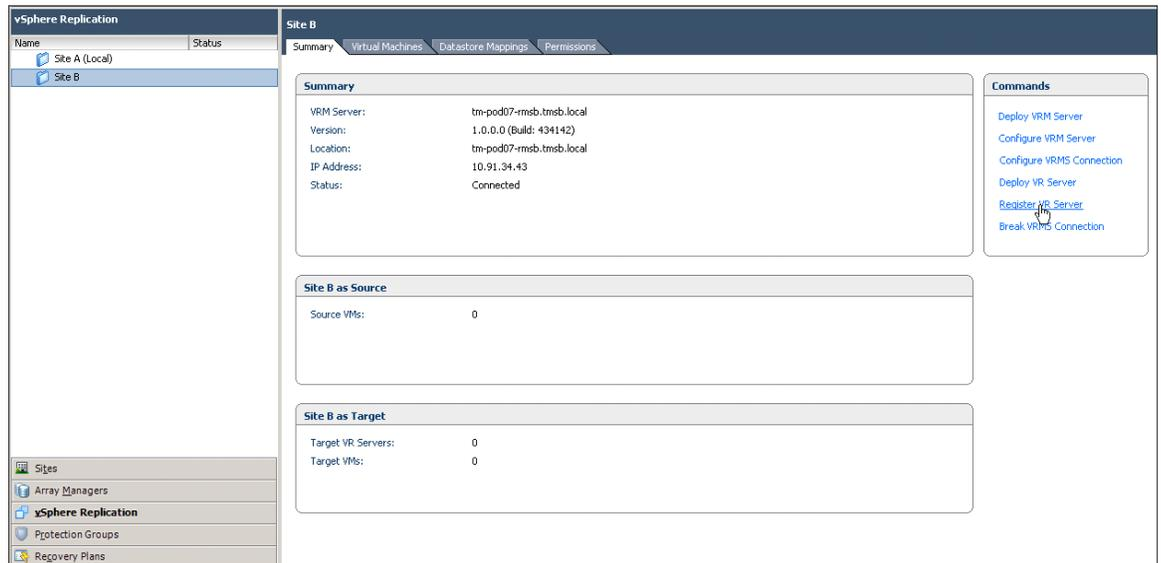 vSphere Replication
Name Status
Site A (Local)
Site B
Sites
Array Managers
vSphere Replication
Protection Groups
Recovery Plans
Site B
Summary Virtual Machines Datastore Mappings Permissions
Summary
VRM Server: tm-pod07-rmsb.tmsb.local
Version: 1.0.0.0 (Build: 434142)
Location: tm-pod07-rmsb.tmsb.local
IP Address: 10.91.34.43
Status: Connected
Site B as Source
Source VMs: 0
Site B as Target
Target VR Servers: 0
Target VMs: 0
Commands
Deploy VRM Server
Configure VRM Server
Configure VRMS Connection
Deploy VR Server
Register VR Server
Break VRMS Connection